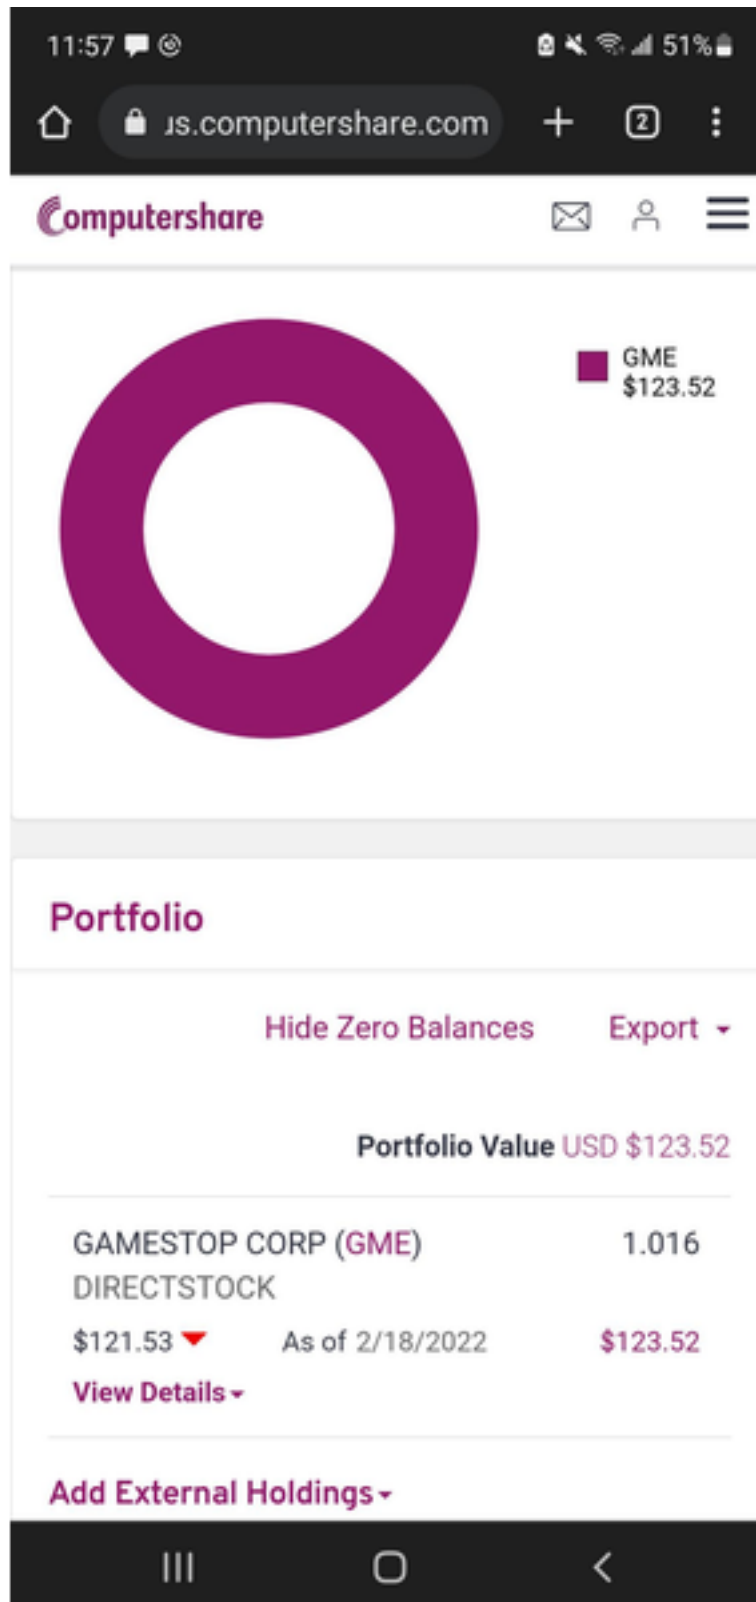 11:57 51%
us.computershare.com 2
Computershare
GME
$123.52
Portfolio
Hide Zero Balances Export
Portfolio Value USD $123.52
GAMESTOP CORP (GME) 1.016
DIRECTSTOCK
$121.53 As of 2/18/2022 $123.52
View Details
Add External Holdings